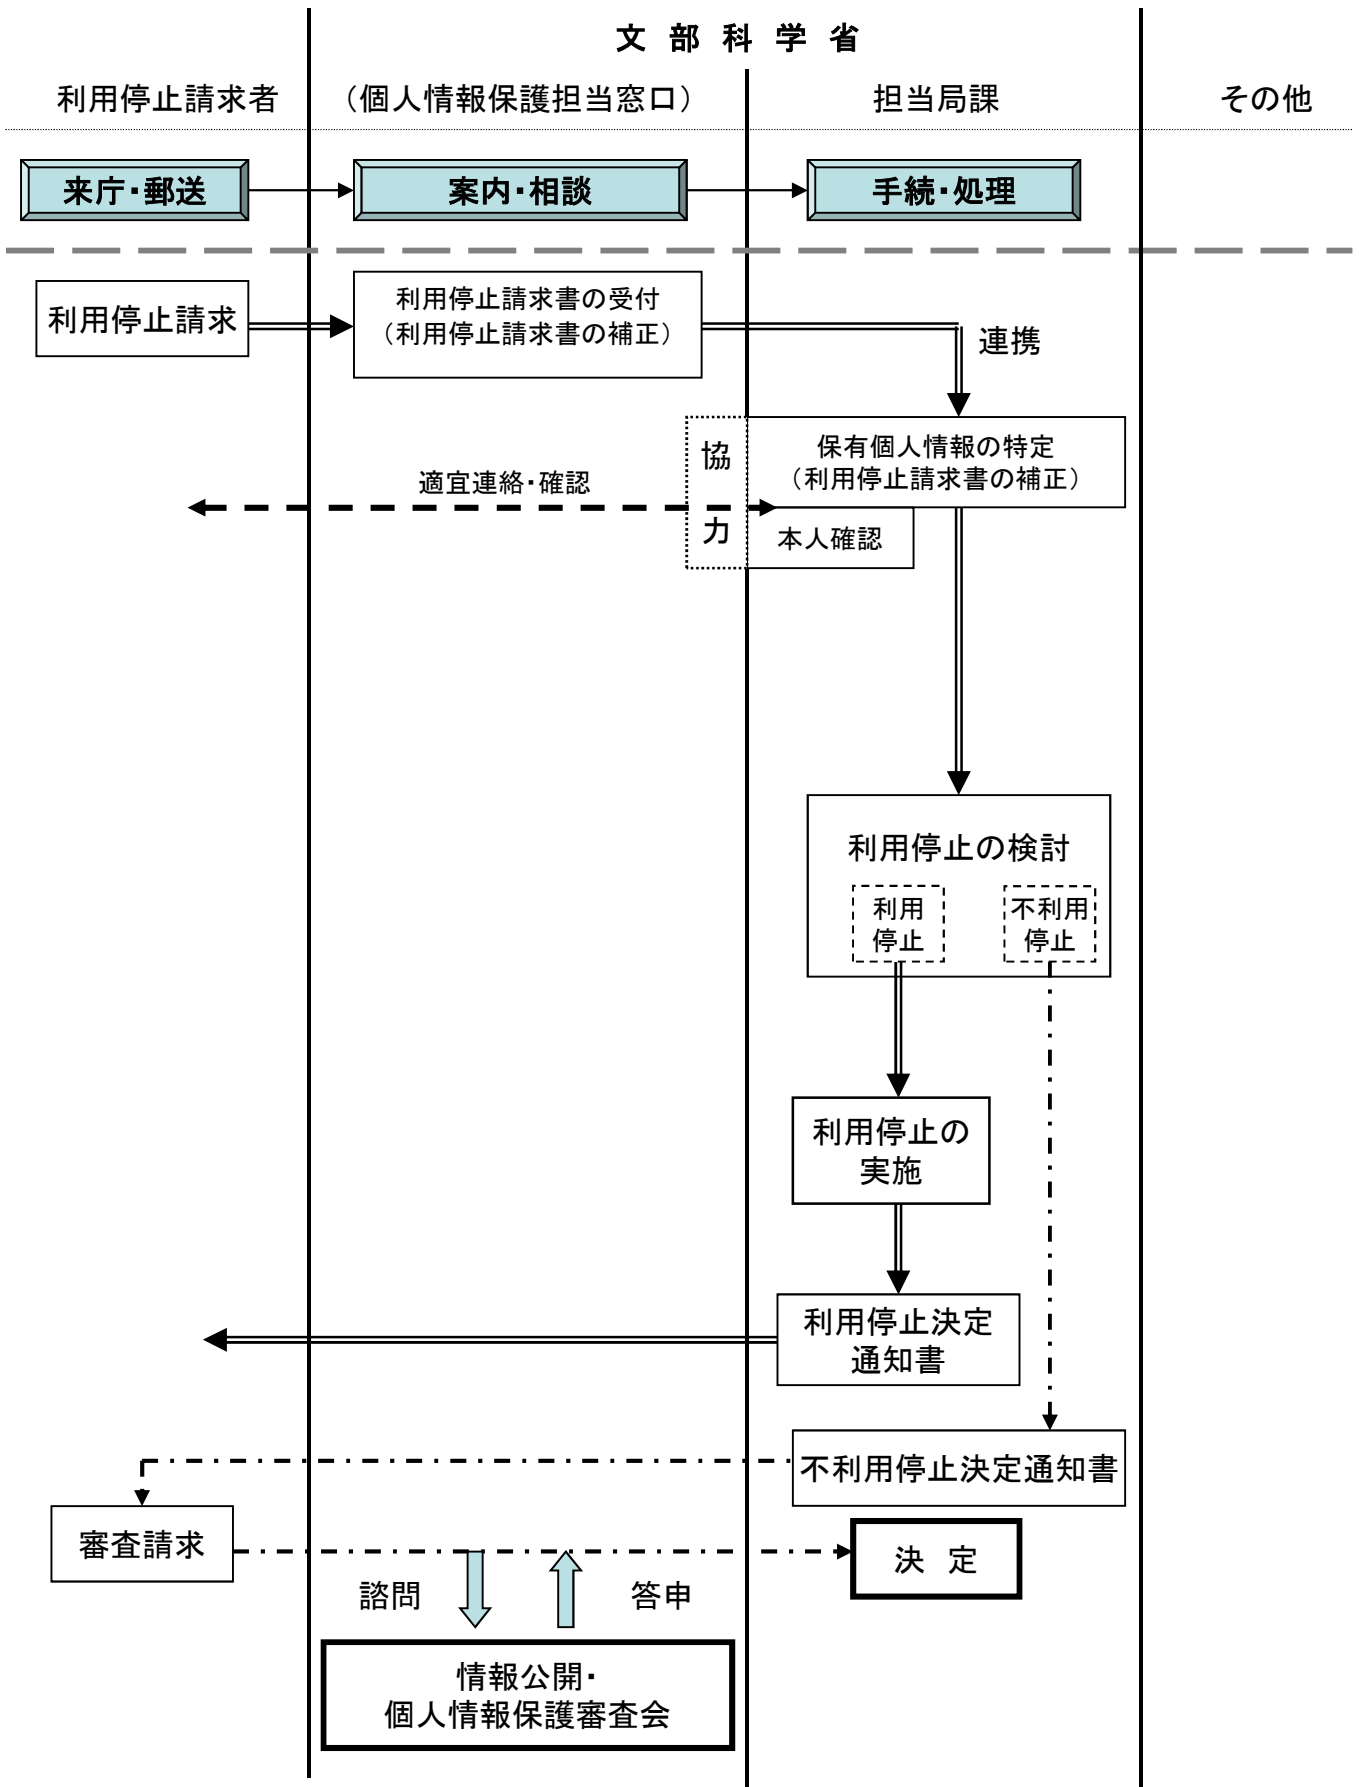 文 部 科 学 省
利用停止請求者
（個人情報保護担当窓口）
担当局課
その他
来庁・郵送
案内・相談
手続・処理
利用停止請求
利用停止請求書の受付
（利用停止請求書の補正）
連携
協
力
保有個人情報の特定
（利用停止請求書の補正）
適宜連絡・確認
本人確認
利用停止の検討
利用
停止
不利用
停止
利用停止の
実施
利用停止決定
通知書
不利用停止決定通知書
審査請求
決 定
諮問
答申
情報公開・
個人情報保護審査会